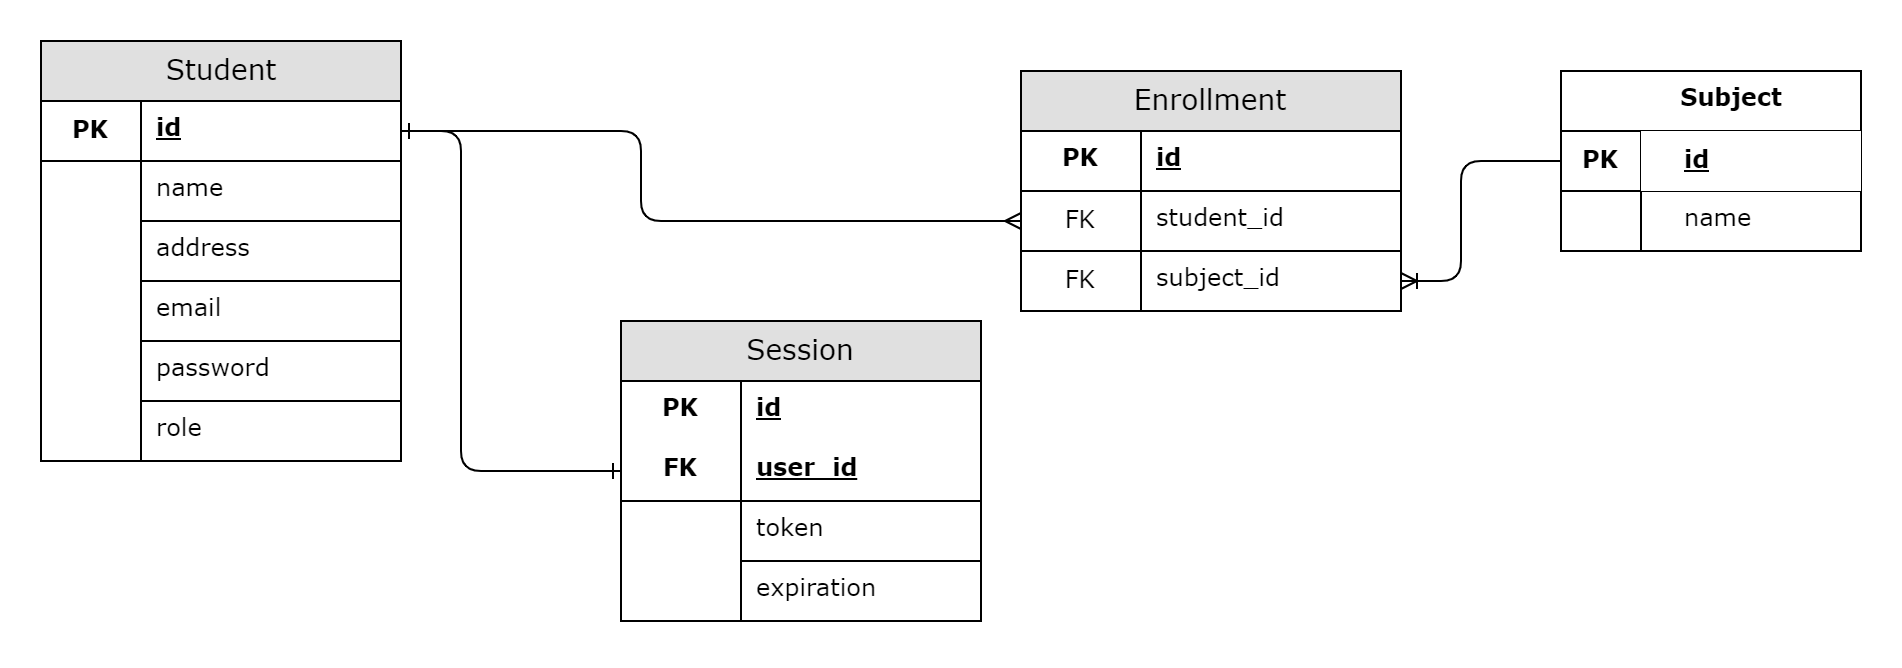 Student
PK id
name
address
email
password
role
Enrollment
PK id
FK student_id
FK subject_id
Subject
PK id
name
Session
PK id
FK user_id
token
expiration